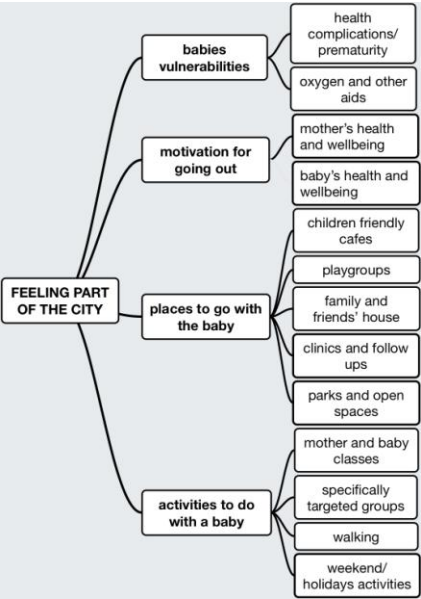 FEELING PART
OF THE CITY
babies
vulnerabilities
health
complications/
prematurity
oxygen and other
aids
motivation for
going out
mother's health
and wellbeing
baby's health and
wellbeing
places to go with
the baby
children friendly
cafes
playgroups
family and
friends' house
clinics and follow
ups
parks and open
spaces
activities to do
with a baby
mother and baby
classes
specifically
targeted groups
walking
weekend/
holidays activities